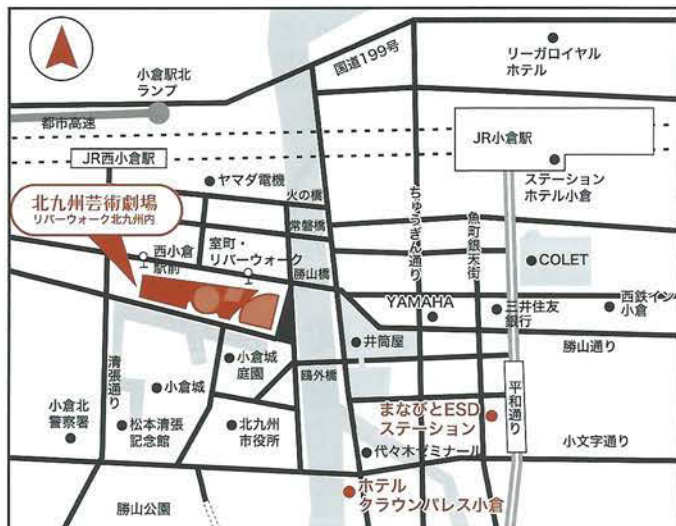 国道199号
リーガロイヤル
ホテル
小倉駅北
ランプ
都市高速
JR西小倉駅
JR小倉駅
ステーション
ホテル小倉
ヤマダ電機
火の橋
北九州芸術劇場
リバーウォーク北九州内
常盤橋
室町・
リバーウォーク
西小倉
駅前
勝山橋
ちゅうぎん通り
魚町銀天街
COLET
YAMAHA
三井住友
銀行
西鉄イン
小倉
井筒屋
勝山通り
小倉城
庭園
鴎外橋
清張通り
小倉城
平和通り
小倉北
警察署
松本清張
記念館
北九州
市役所
まなびとESD
ステーション
代々木ゼミナール
小文字通り
ホテル
クラウンパレス小倉
勝山公園